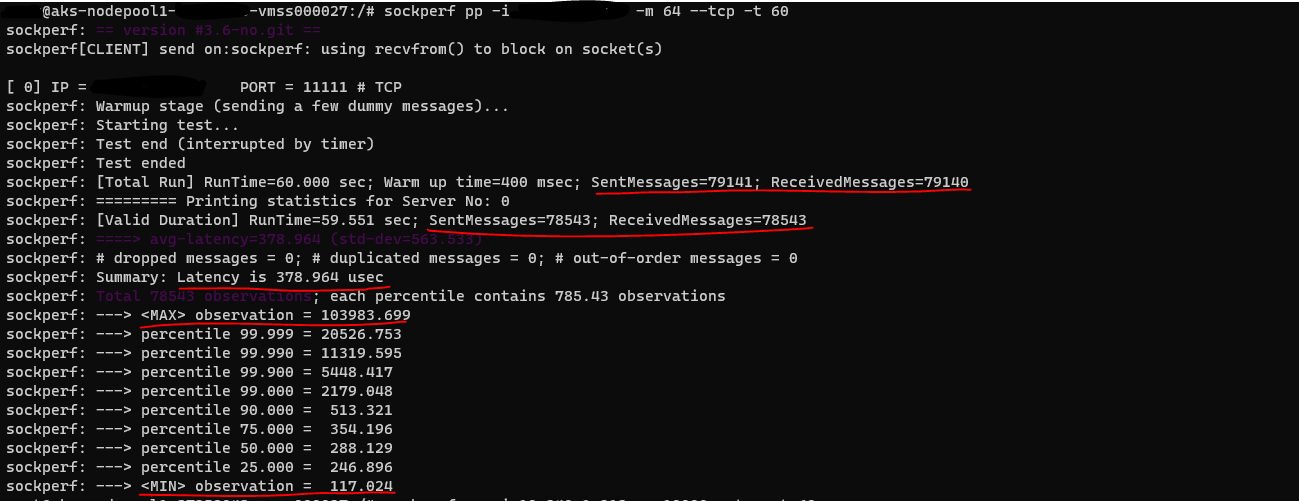 @aks-nodepool1- -vmss000027:/# sockperf pp -i -m 64 --tcp -t 60
sockperf: == version #3.6-no.git ==
sockperf[CLIENT] send on:sockperf: using recvfrom() to block on socket(s)
[ 0] IP = PORT = 11111 # TCP
sockperf: Warmup stage (sending a few dummy messages)...
sockperf: Starting test...
sockperf: Test end (interrupted by timer)
sockperf: Test ended
sockperf: [Total Run] RunTime=60.000 sec; Warm up time=400 msec; SentMessages=79141; ReceivedMessages=79140
sockperf: ========= Printing statistics for Server No: 0
sockperf: [Valid Duration] RunTime=59.551 sec; SentMessages=78543; ReceivedMessages=78543
sockperf: ====> avg-latency=378.964 (std-dev=563.533)
sockperf: # dropped messages = 0; # duplicated messages = 0; # out-of-order messages = 0
sockperf: Summary: Latency is 378.964 usec
sockperf: Total 78543 observations; each percentile contains 785.43 observations
sockperf: ---> <MAX> observation = 103983.699
sockperf: ---> percentile 99.999 = 20526.753
sockperf: ---> percentile 99.990 = 11319.595
sockperf: ---> percentile 99.900 = 5448.417
sockperf: ---> percentile 99.000 = 2179.048
sockperf: ---> percentile 90.000 = 513.321
sockperf: ---> percentile 75.000 = 354.196
sockperf: ---> percentile 50.000 = 288.129
sockperf: ---> percentile 25.000 = 246.896
sockperf: ---> <MIN> observation = 117.024